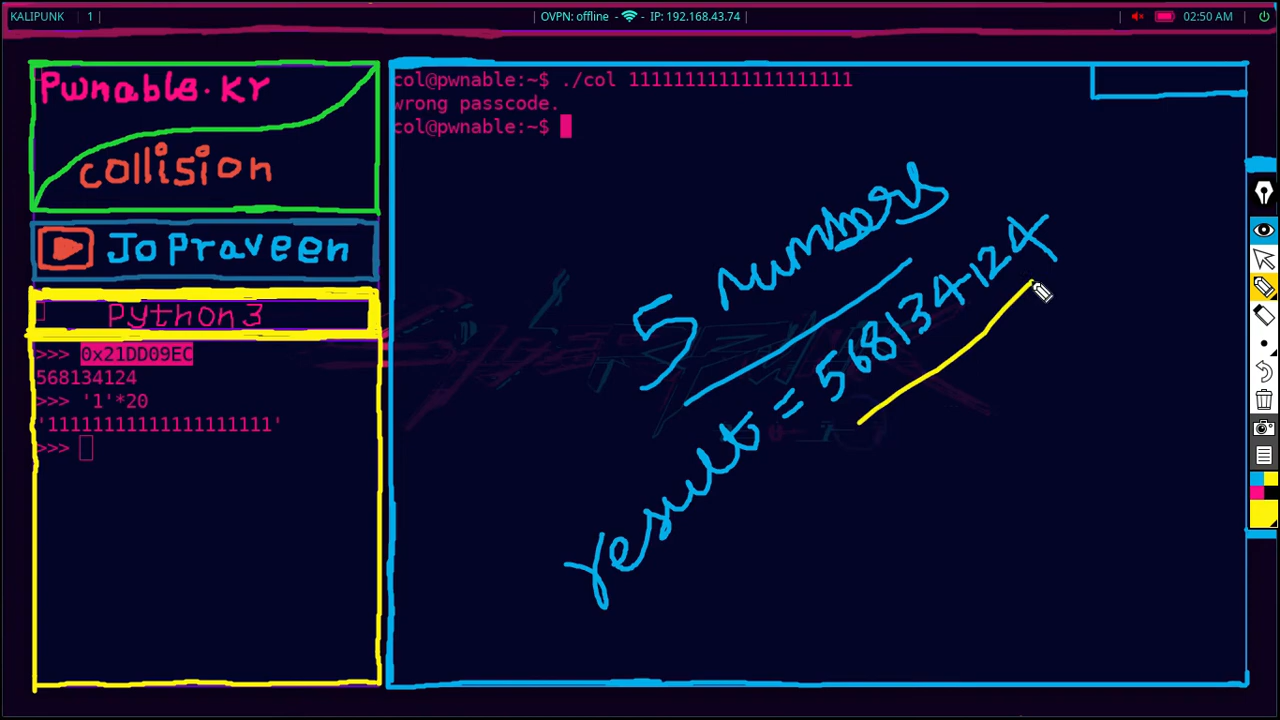 KALIPUNK 1 OVPN: offline - IP: 192.168.43.74 02:50 AM
Pwnable.kr
collision
JoPraveen
Python3
>>> 0x21DD09EC
568134124
>>> '1'*20
'11111111111111111111'
>>>
col@pwnable:~$ ./col 11111111111111111111
wrong passcode.
col@pwnable:~$
5 numbers
result = 568134124